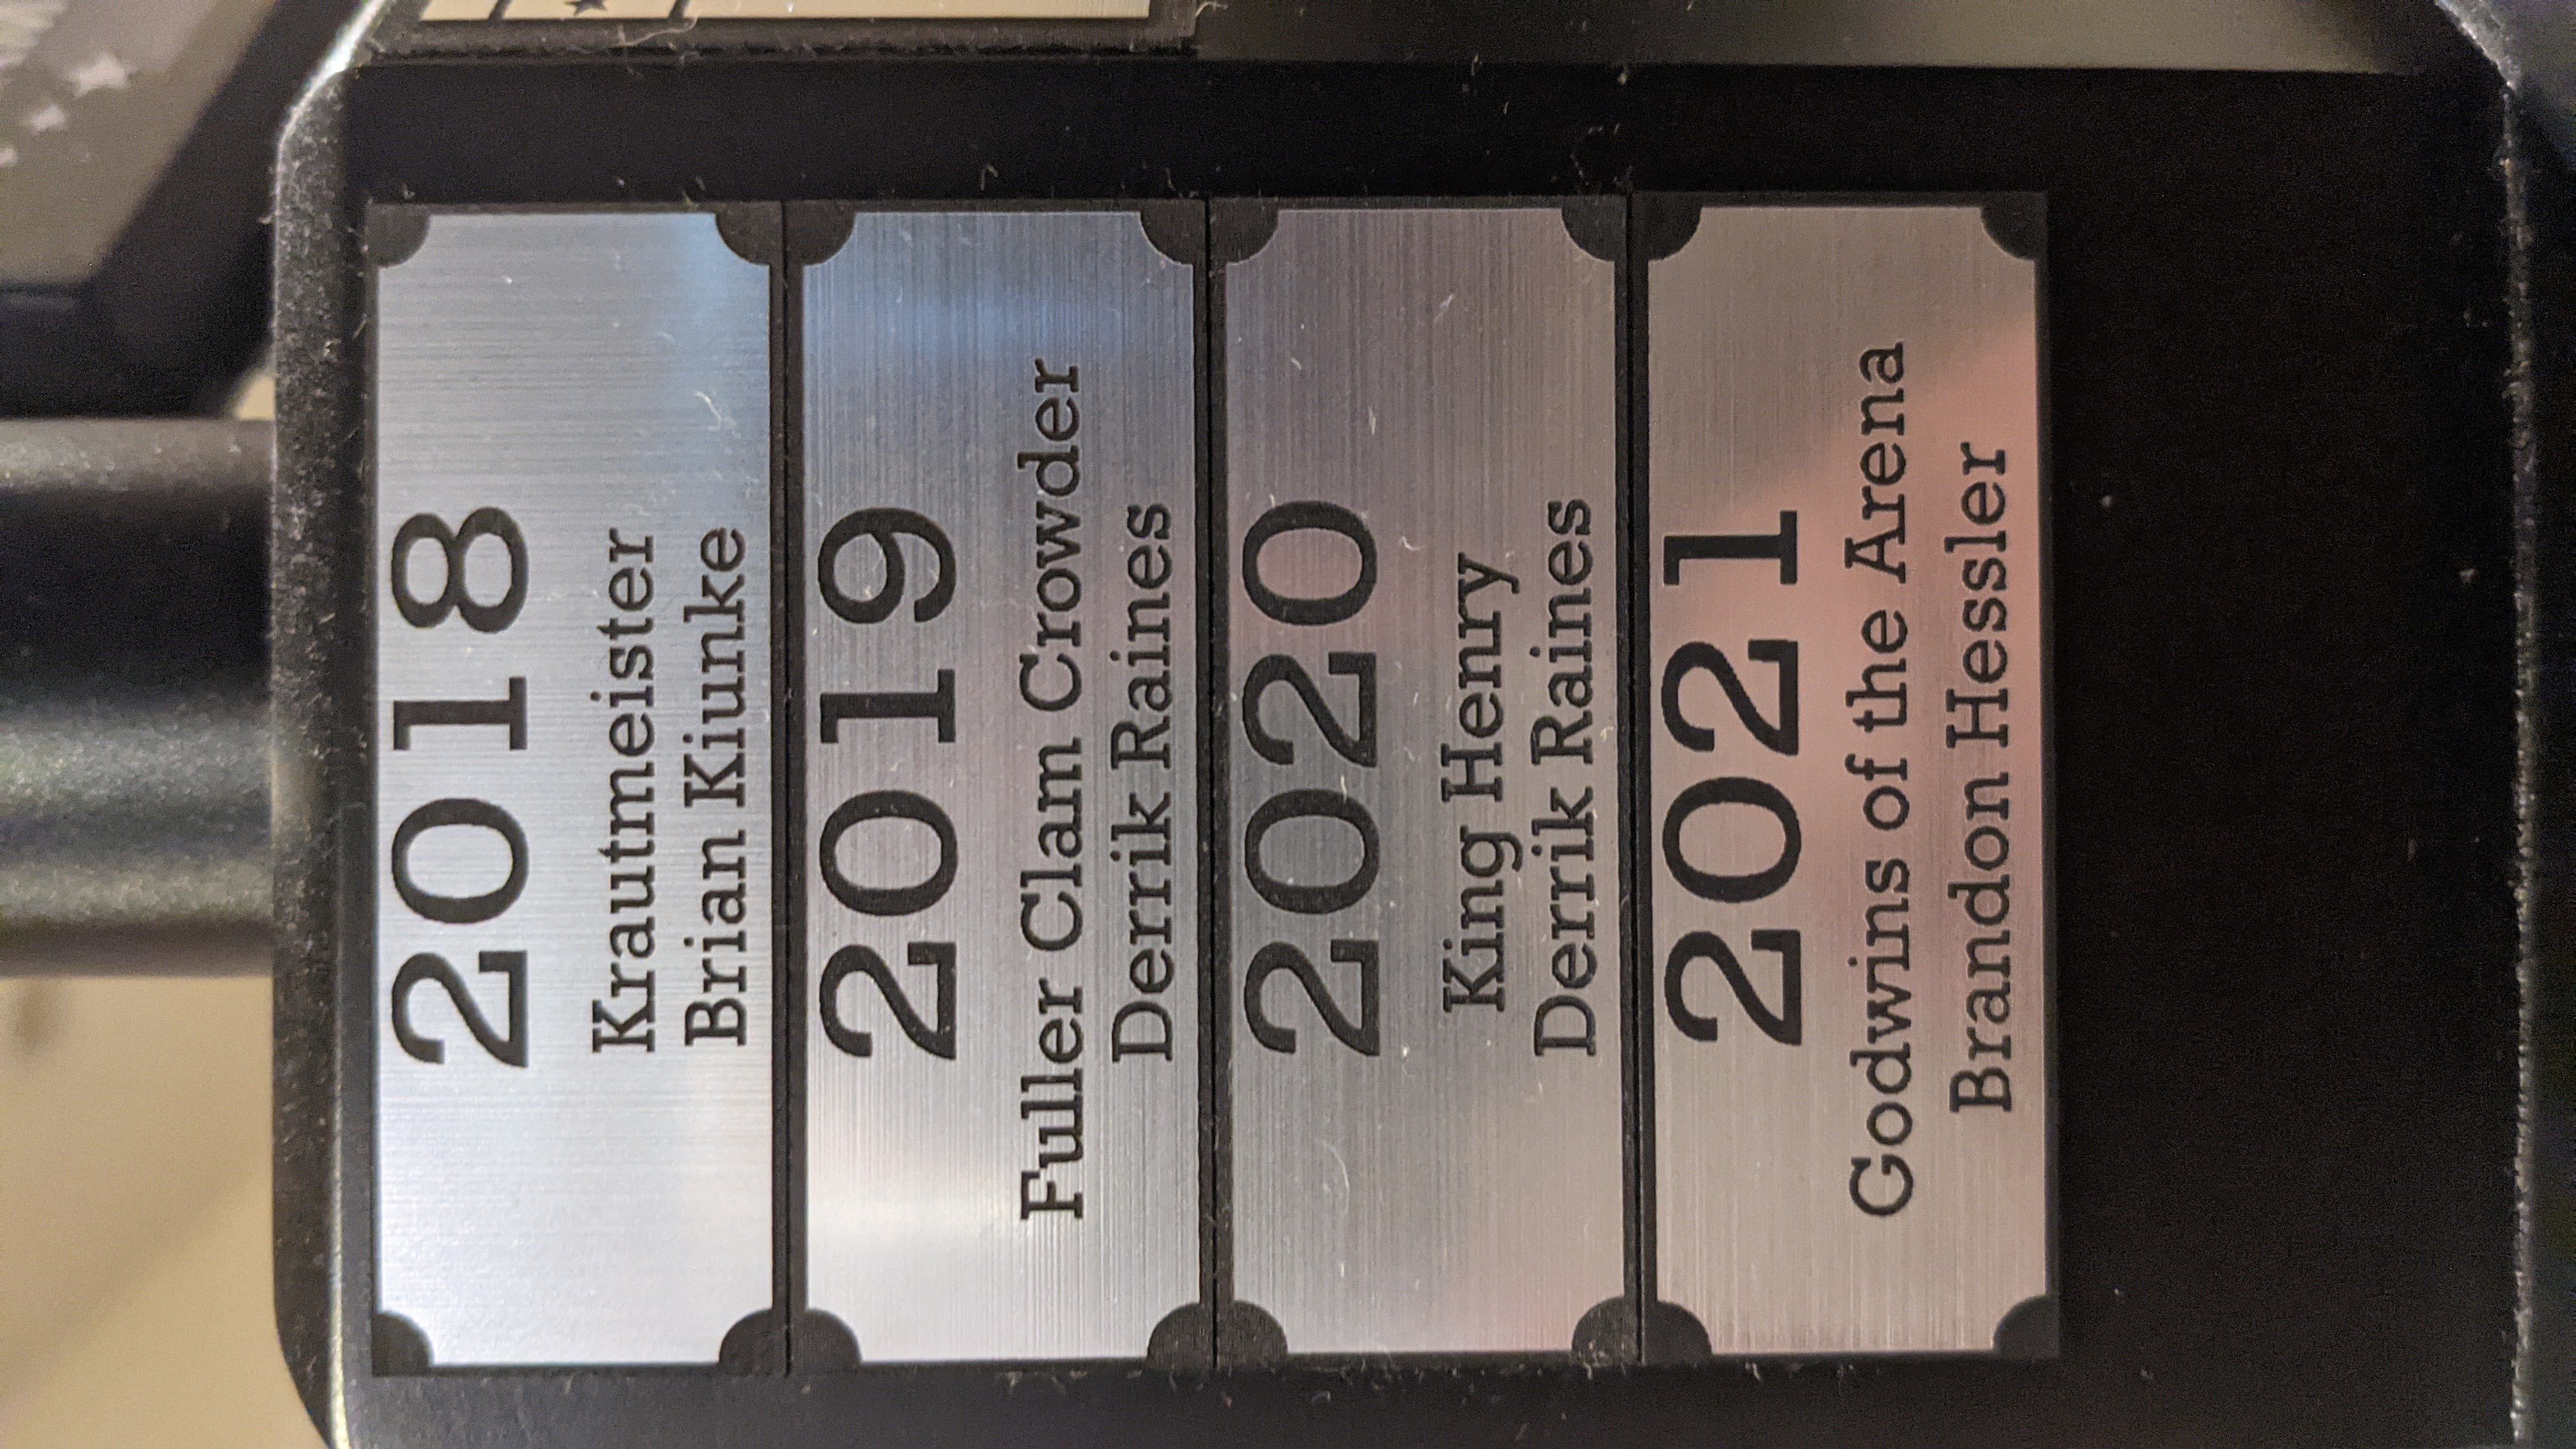 2018
Krautmeister
Brian Kiunke
2019
Fuller Clam Crowder
Derrik Raines
2020
King Henry
Derrik Raines
2021
Godwins of the Arena
Brandon Hessler